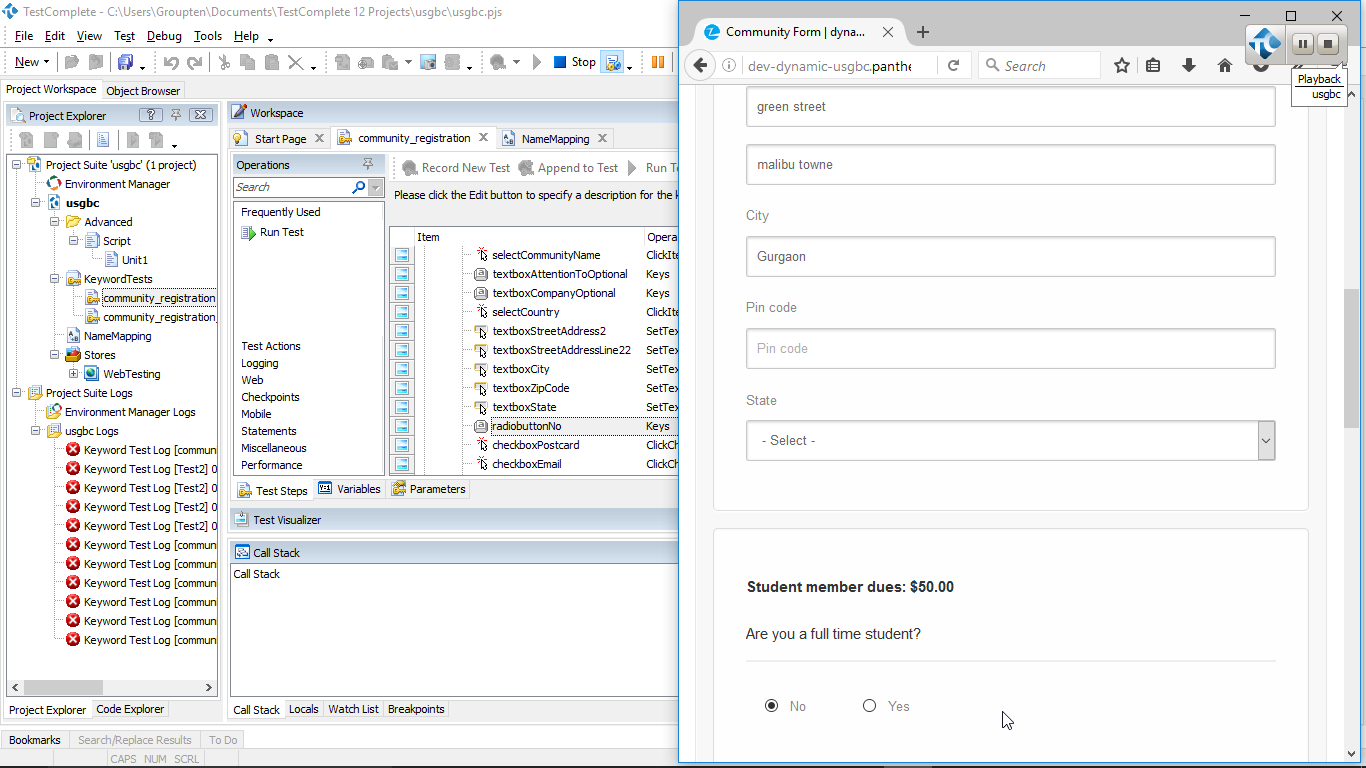 TestComplete - C:\Users\Groupten\Documents\TestComplete 12 Projects\usgbc\usgbc.pjs
File Edit View Test Debug Tools Help
New
Stop
Project Workspace Object Browser
Project Explorer
?
Project Suite 'usgbc' (1 project)
Environment Manager
usgbc
Advanced
Script
Unit1
KeywordTests
community_registration
community_registration_
NameMapping
Stores
WebTesting
Project Suite Logs
Environment Manager Logs
usgbc Logs
Keyword Test Log [commun
Keyword Test Log [Test2] 0
Keyword Test Log [Test2] 0
Keyword Test Log [Test2] 0
Keyword Test Log [Test2] 0
Keyword Test Log [commun
Keyword Test Log [commun
Keyword Test Log [commun
Keyword Test Log [commun
Keyword Test Log [commun
Keyword Test Log [commun
Project Explorer Code Explorer
Bookmarks Search/Replace Results To Do
CAPS NUM SCRL
Workspace
Start Page community_registration NameMapping
Operations
Search
Frequently Used
Run Test
Test Actions
Logging
Web
Checkpoints
Mobile
Statements
Miscellaneous
Performance
Record New Test Append to Test Run T
Please click the Edit button to specify a description for the k
Item Opera
selectCommunityName ClickIte
textboxAttentionToOptional Keys
textboxCompanyOptional Keys
selectCountry ClickIte
textboxStreetAddress2 SetTex
textboxStreetAddressLine22 SetTex
textboxCity SetTex
textboxZipCode SetTex
textboxState SetTex
radiobuttonNo Keys
checkboxPostcard ClickCh
checkboxEmail ClickCh
Test Steps Variables Parameters
Test Visualizer
Call Stack
Call Stack
Call Stack Locals Watch List Breakpoints
Community Form | dyna...
dev-dynamic-usgbc.panthe
Search
Playback
usgbc
green street
malibu towne
City
Gurgaon
Pin code
Pin code
State
- Select -
Student member dues: $50.00
Are you a full time student?
No Yes